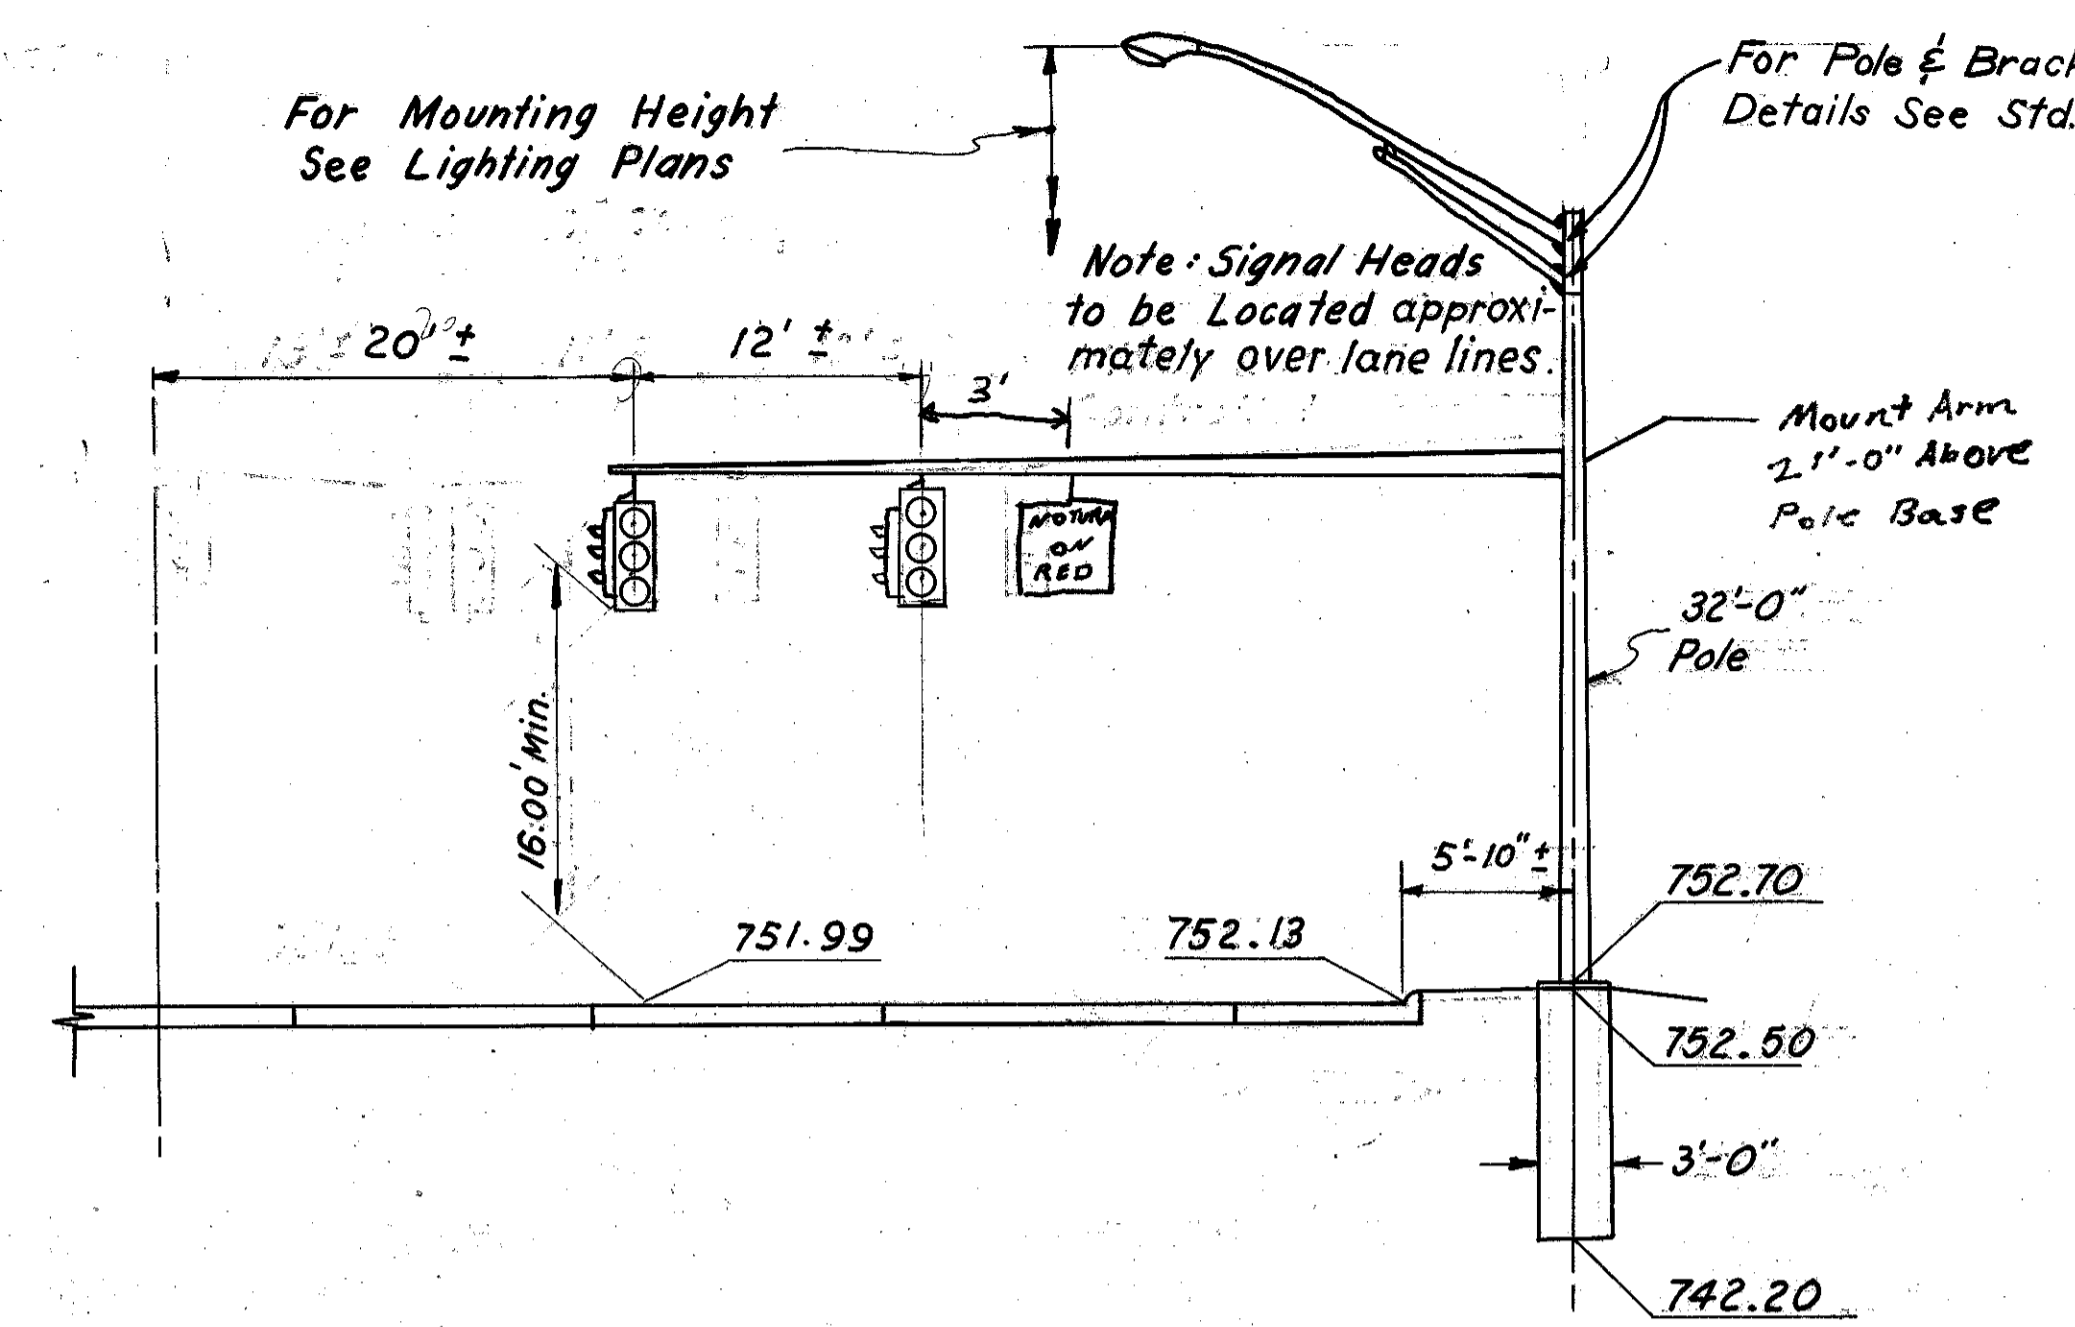 For Mounting Height
See Lighting Plans
For Pole &
Details See Std.
Note: Signal Heads
to be Located approxi-
mately over lane lines.
20' ±
12' ±
3'
Mount Arm
21'-0" Above
Pole Base
NO TURN
ON
RED
32'-0"
Pole
16.00' Min.
5'-10" ±
752.70
751.99
752.13
752.50
3'-0"
742.20